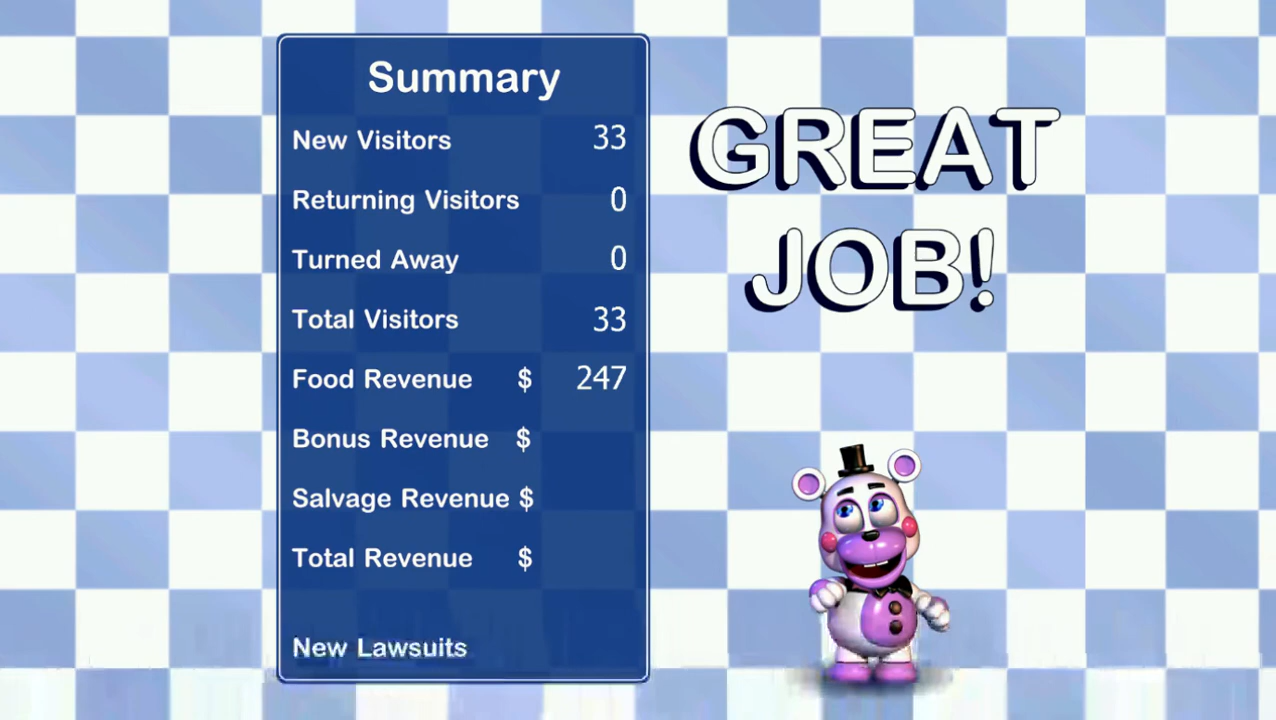 Summary
New Visitors 33
Returning Visitors 0
Turned Away 0
Total Visitors 33
Food Revenue $ 247
Bonus Revenue $
Salvage Revenue $
Total Revenue $
New Lawsuits
GREAT
JOB!